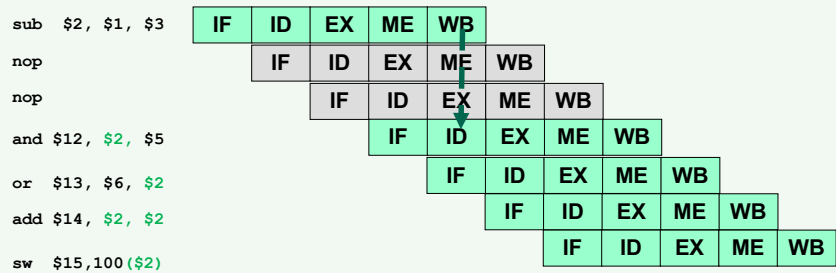 sub $2, $1, $3 IF ID EX ME WB
nop IF ID EX ME WB
nop IF ID EX ME WB
and $12, $2, $5 IF ID EX ME WB
or $13, $6, $2 IF ID EX ME WB
add $14, $2, $2 IF ID EX ME WB
sw $15,100($2) IF ID EX ME WB